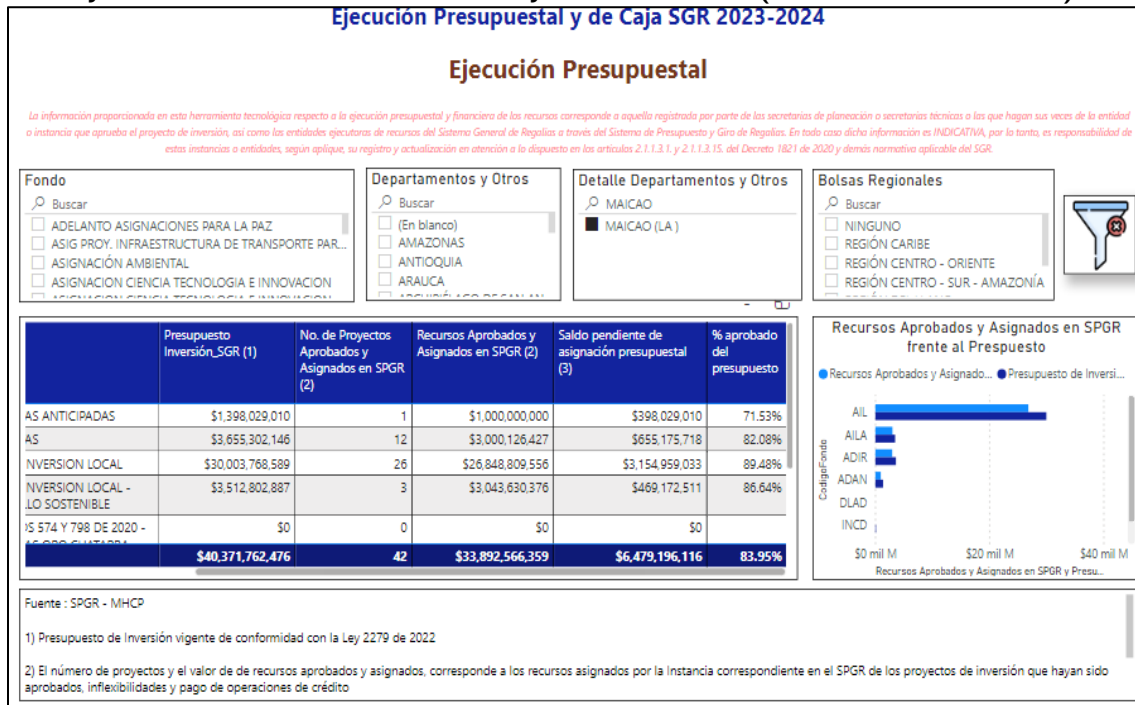 Ejecución Presupuestal y de Caja SGR 2023-2024
Ejecución Presupuestal
La información proporcionada en esta herramienta tecnológica respecto a la ejecución presupuestal y financiera de los recursos corresponde a aquella registrada por parte de las secretarias de planeación o secretarias técnicas o las que hagan sus veces de la entidad
o instancia que aprueba el proyecto de inversión, así como las entidades ejecutoras de recursos del Sistema General de Regalías a través del Sistema de Presupuesto y Giro de Regalías. En todo caso dicha información es INDICATIVA, por lo tanto, es responsabilidad de
estas instancias o entidades, según aplique, su registro y actualización en atención a lo dispuesto en los artículos 2.1.1.3.1. y 2.1.1.3.15. del Decreto 1821 de 2020 y demás normativa aplicable del SGR.
Fondo
Buscar
ADELANTO ASIGNACIONES PARA LA PAZ
ASIG PROY. INFRAESTRUCTURA DE TRANSPORTE PAR...
ASIGNACIÓN AMBIENTAL
ASIGNACION CIENCIA TECNOLOGIA E INNOVACION
Departamentos y Otros
Buscar
(En blanco)
AMAZONAS
ANTIOQUIA
ARAUCA
Detalle Departamentos y Otros
MAICAO
MAICAO (LA )
Bolsas Regionales
Buscar
NINGUNO
REGIÓN CARIBE
REGIÓN CENTRO - ORIENTE
REGIÓN CENTRO - SUR - AMAZONÍA
Presupuesto Inversión_SGR (1) No. de Proyectos Aprobados y Asignados en SPGR (2) Recursos Aprobados y Asignados en SPGR (2) Saldo pendiente de asignación presupuestal (3) % aprobado del presupuesto
AS ANTICIPADAS $1,398,029,010 1 $1,000,000,000 $398,029,010 71.53%
AS $3,655,302,146 12 $3,000,126,427 $655,175,718 82.08%
NVERSION LOCAL $30,003,768,589 26 $26,848,809,556 $3,154,959,033 89.48%
NVERSION LOCAL - $3,512,802,887 3 $3,043,630,376 $469,172,511 86.64%
LO SOSTENIBLE
OS 574 Y 798 DE 2020 - $0 0 $0 $0
$40,371,762,476 42 $33,892,566,359 $6,479,196,116 83.95%
Recursos Aprobados y Asignados en SPGR
frente al Prespuesto
Recursos Aprobados y Asignado... Presupuesto de Inversi...
CodigoFondo
AIL
AILA
ADIR
ADAN
DLAD
INCD
$0 mil M $20 mil M $40 mil M
Recursos Aprobados y Asignados en SPGR y Presu...
Fuente : SPGR - MHCP
1) Presupuesto de Inversión vigente de conformidad con la Ley 2279 de 2022
2) El número de proyectos y el valor de de recursos aprobados y asignados, corresponde a los recursos asignados por la Instancia correspondiente en el SPGR de los proyectos de inversión que hayan sido
aprobados, inflexibilidades y pago de operaciones de crédito